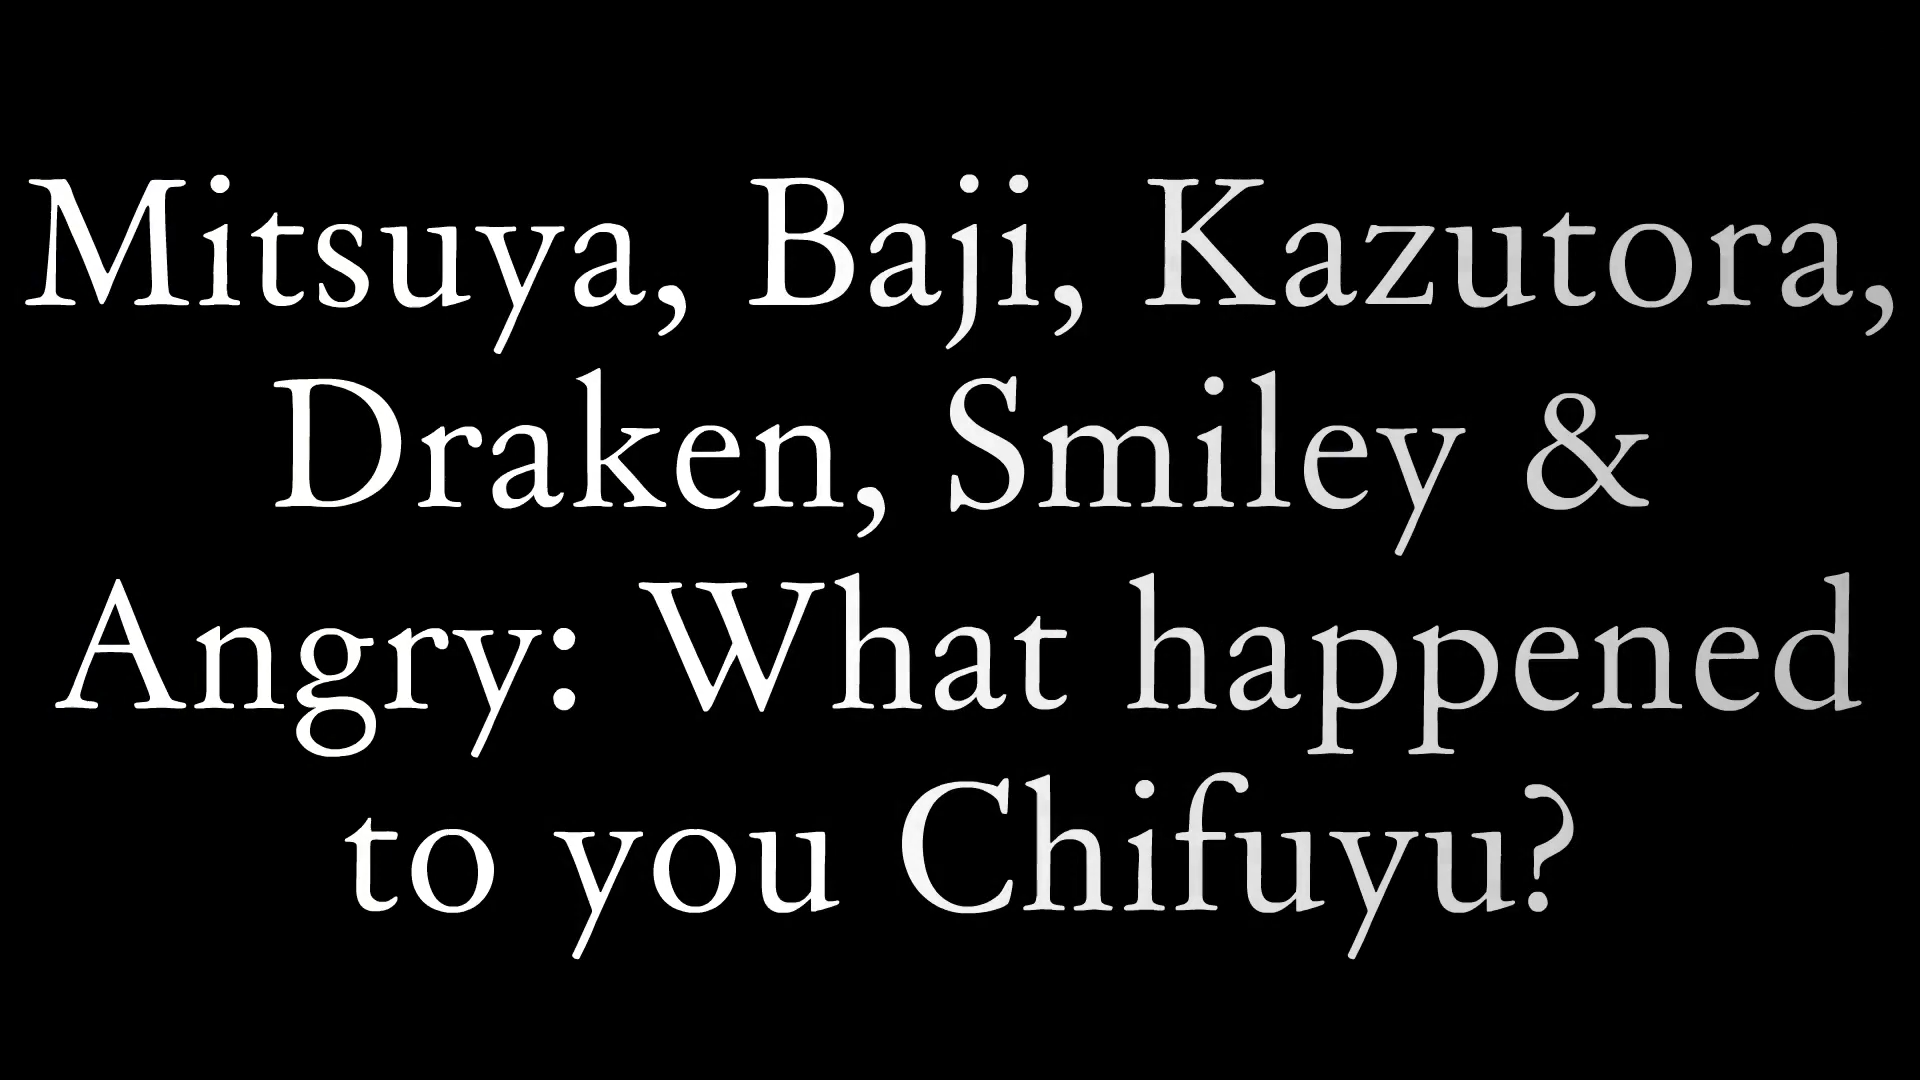 Mitsuya, Baji, Kazutora,
Draken, Smiley &
Angry: What happened
to you Chifuyu?